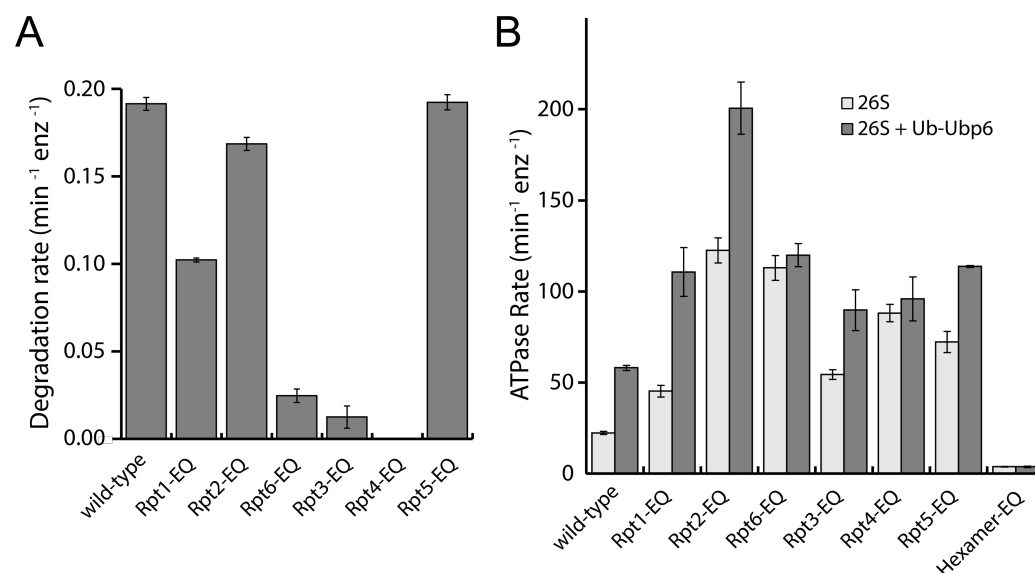 A
Degradation rate (min⁻¹ enz⁻¹)
0.20
0.15
0.10
0.05
0.00
wild-type
Rpt1-EQ
Rpt2-EQ
Rpt6-EQ
Rpt3-EQ
Rpt4-EQ
Rpt5-EQ
B
ATPase Rate (min⁻¹ enz⁻¹)
200
150
100
50
0
26S
26S + Ub-Ubp6
wild-type
Rpt1-EQ
Rpt2-EQ
Rpt6-EQ
Rpt3-EQ
Rpt4-EQ
Rpt5-EQ
Hexamer-EQ